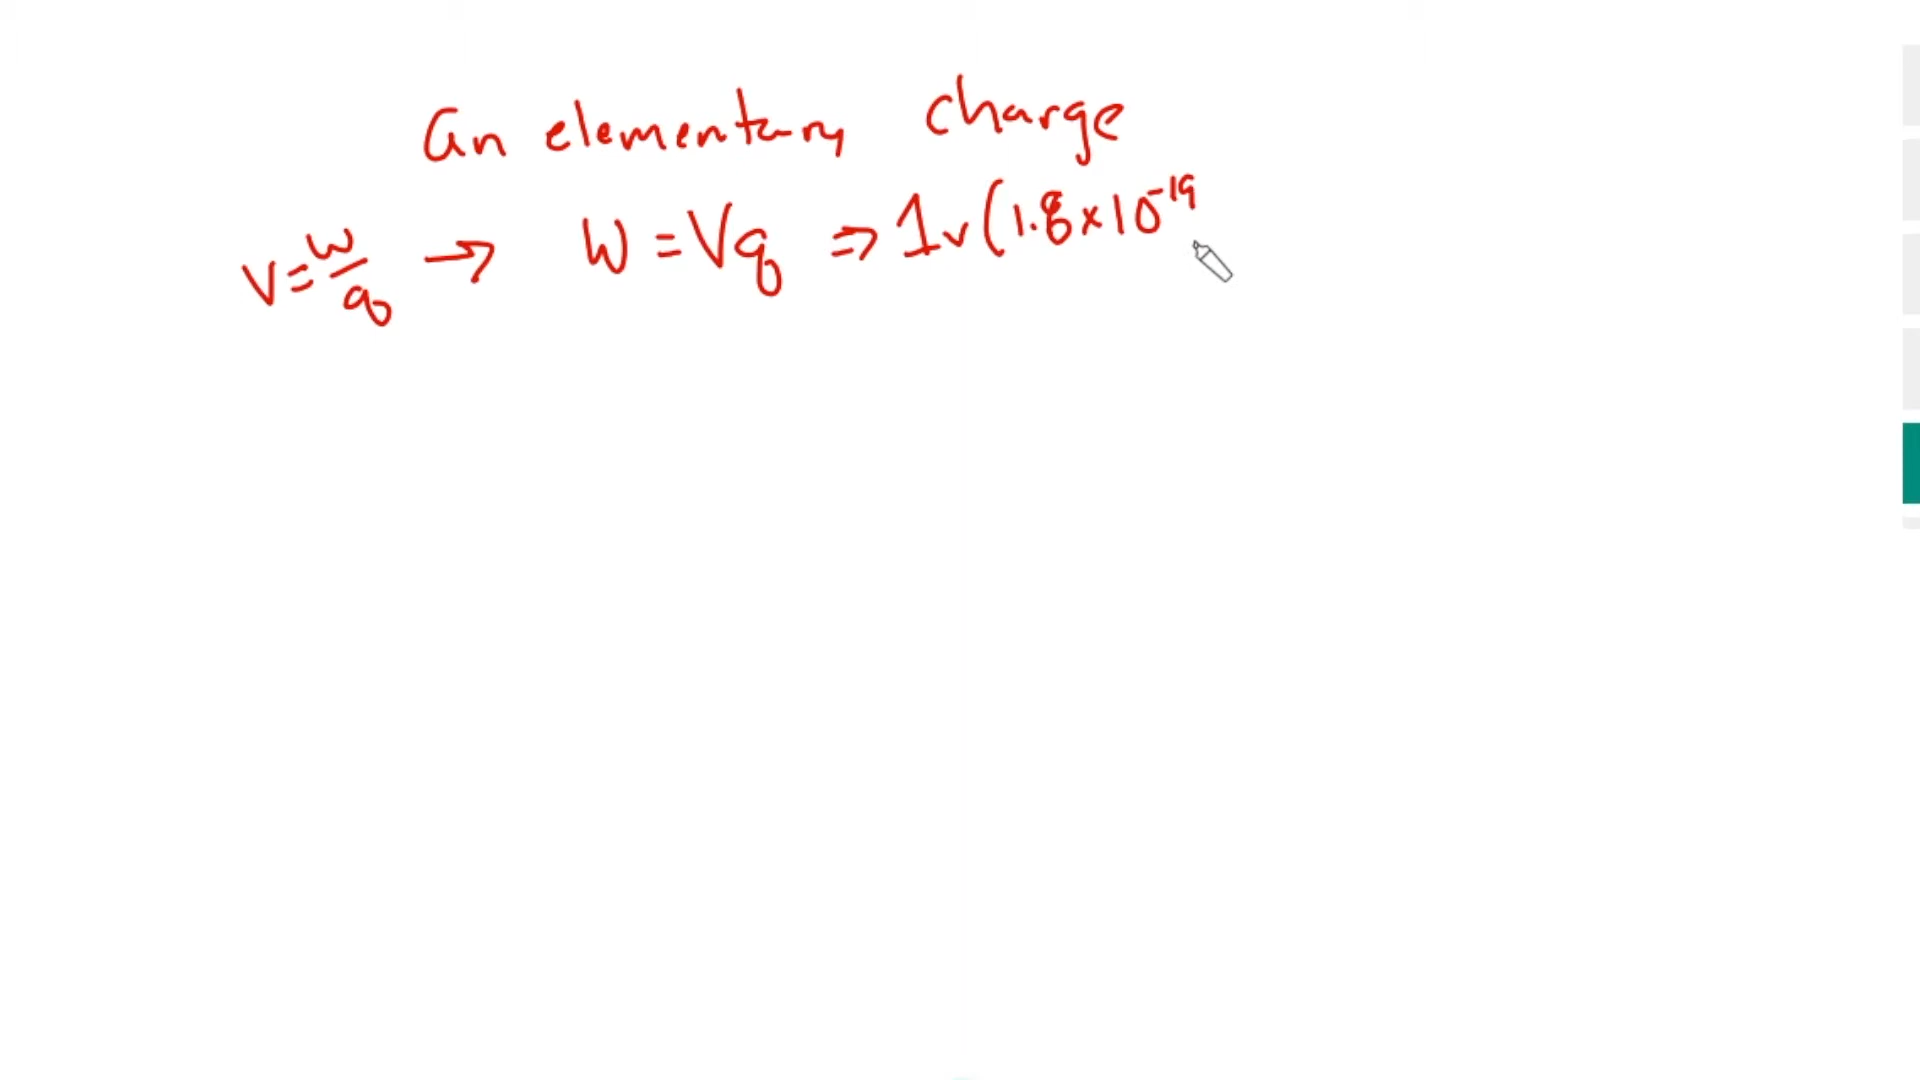 an elementary charge
V = W/q → W = Vq ⇒ 1v (1.8 × 10⁻¹⁹